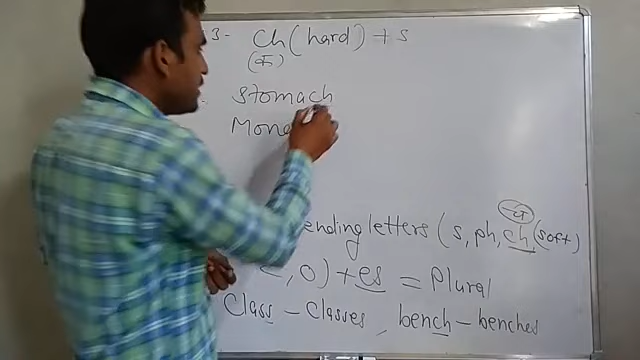 3- Ch (hard) + s
(क)
Stomach
Mone
च
ending letters (s, ph, ch (soft)
, o) + es = Plural
Class - Classes, bench - benches